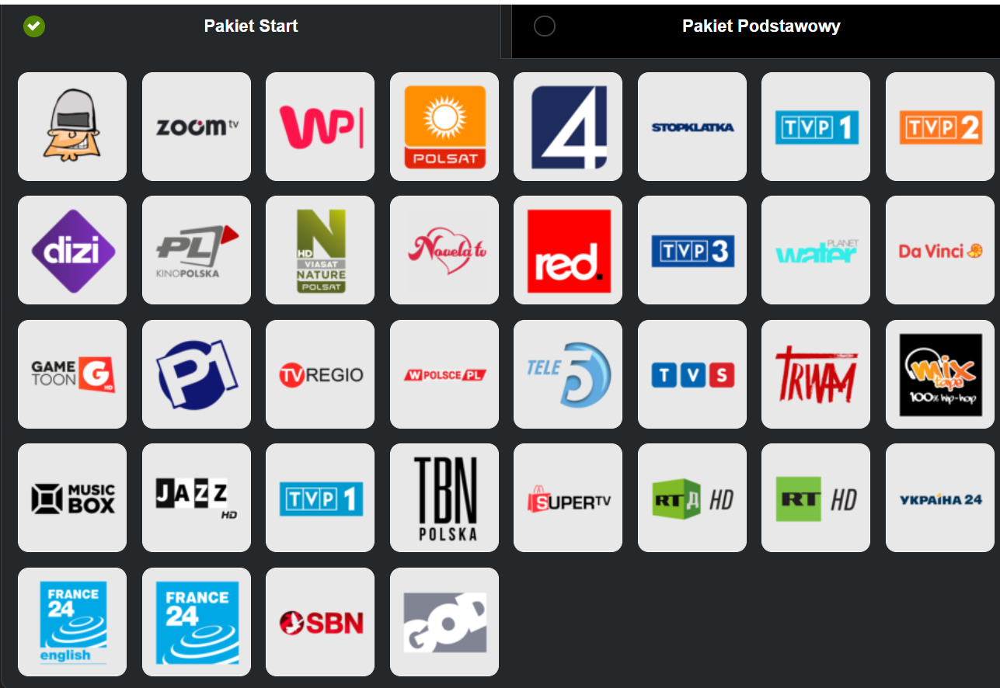 Pakiet Start
Pakiet Podstawowy
zoom tv
WP
POLSAT
4
STOPKLATKA
TVP 1
TVP 2
dizi
PL
KINOPOLSKA
N
HD
VIASAT
NATURE
POLSAT
Novela tv
red.
TVP 3
PLANET
water
Da Vinci
GAME
TOON
G
HD
P1
TV REGIO
WPOLSCE.PL
TELE 5
TVS
TRWAM
mix
tape
100% hip-hop
MUSIC
BOX
JAZZ
HD
TVP 1
TBN
POLSKA
SUPERTV
RTД HD
RT HD
УКРАЇНА 24
FRANCE
24
english
FRANCE
24
SBN
GOD